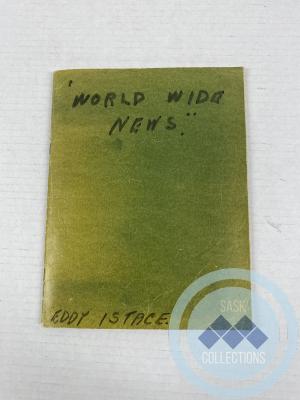 'WORLD WIDE
NEWS."
EDDY ISTACE.
SASK
COLLECTIONS